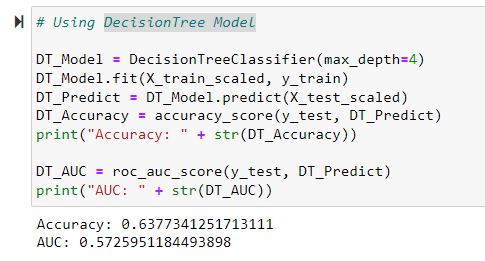 # Using DecisionTree Model
DT_Model = DecisionTreeClassifier(max_depth=4)
DT_Model.fit(X_train_scaled, y_train)
DT_Predict = DT_Model.predict(X_test_scaled)
DT_Accuracy = accuracy_score(y_test, DT_Predict)
print("Accuracy: " + str(DT_Accuracy))
DT_AUC = roc_auc_score(y_test, DT_Predict)
print("AUC: " + str(DT_AUC))
Accuracy: 0.6377341251713111
AUC: 0.5725951184493898